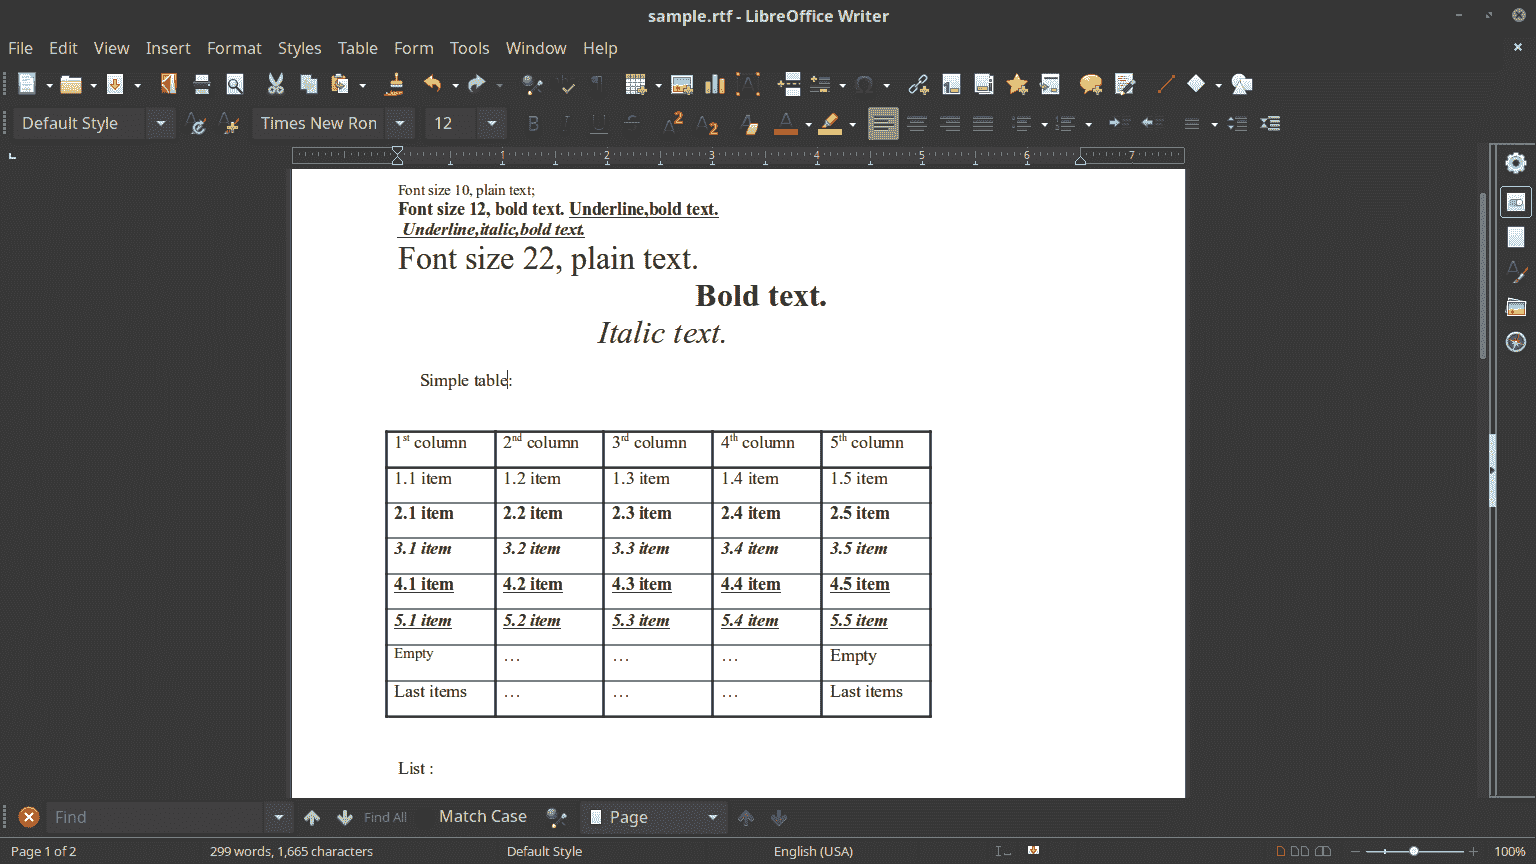 sample.rtf - LibreOffice Writer
File Edit View Insert Format Styles Table Form Tools Window Help
Default Style Times New Ron 12
1 2 3 4 5 6 7
Font size 10, plain text;
Font size 12, bold text. Underline,bold text.
Underline,italic,bold text.
Font size 22, plain text.
Bold text.
Italic text.
Simple table:
1st column 2nd column 3rd column 4th column 5th column
1.1 item 1.2 item 1.3 item 1.4 item 1.5 item
2.1 item 2.2 item 2.3 item 2.4 item 2.5 item
3.1 item 3.2 item 3.3 item 3.4 item 3.5 item
4.1 item 4.2 item 4.3 item 4.4 item 4.5 item
5.1 item 5.2 item 5.3 item 5.4 item 5.5 item
Empty … … … Empty
Last items … … … Last items
List :
Find Find All Match Case Page
Page 1 of 2 299 words, 1,665 characters Default Style English (USA) 100%